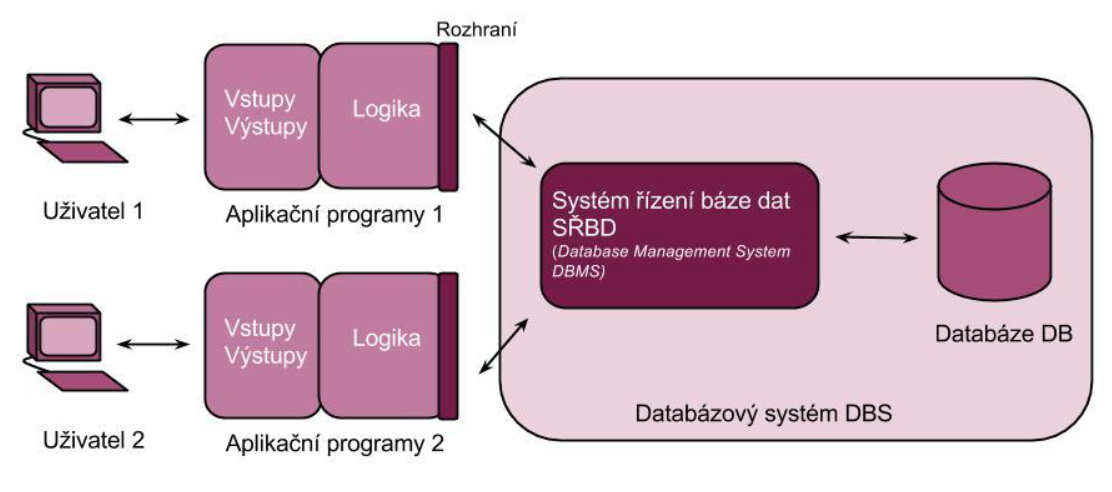 Rozhraní
Vstupy
Výstupy
Logika
Uživatel 1
Aplikační programy 1
Systém řízení báze dat
SŘBD
(Database Management System
DBMS)
Databáze DB
Vstupy
Výstupy
Logika
Uživatel 2
Aplikační programy 2
Databázový systém DBS